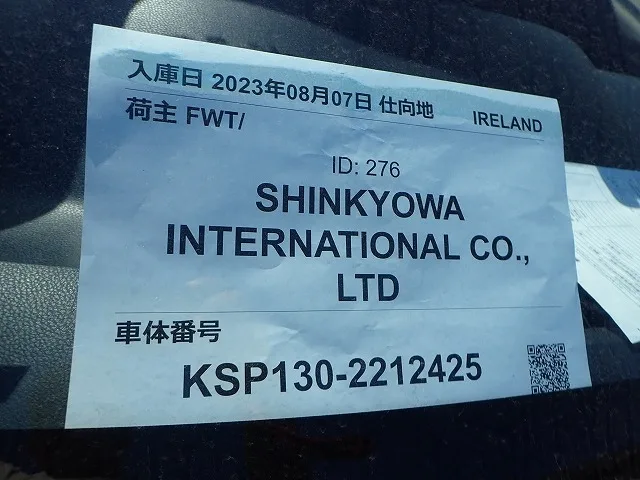 入庫日 2023年08月07日 仕向地 IRELAND
荷主 FWT/
ID: 276
SHINKYOWA
INTERNATIONAL CO.,
LTD
車体番号
KSP130-2212425